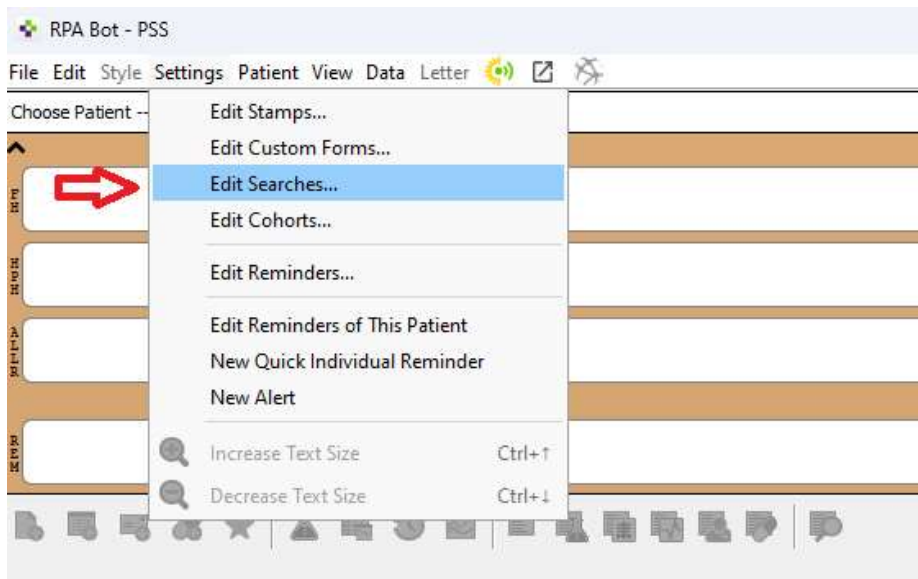 RPA Bot - PSS
File Edit Style Settings Patient View Data Letter
Choose Patient --
Edit Stamps...
Edit Custom Forms...
Edit Searches...
Edit Cohorts...
Edit Reminders...
Edit Reminders of This Patient
New Quick Individual Reminder
New Alert
Increase Text Size Ctrl+↑
Decrease Text Size Ctrl+↓